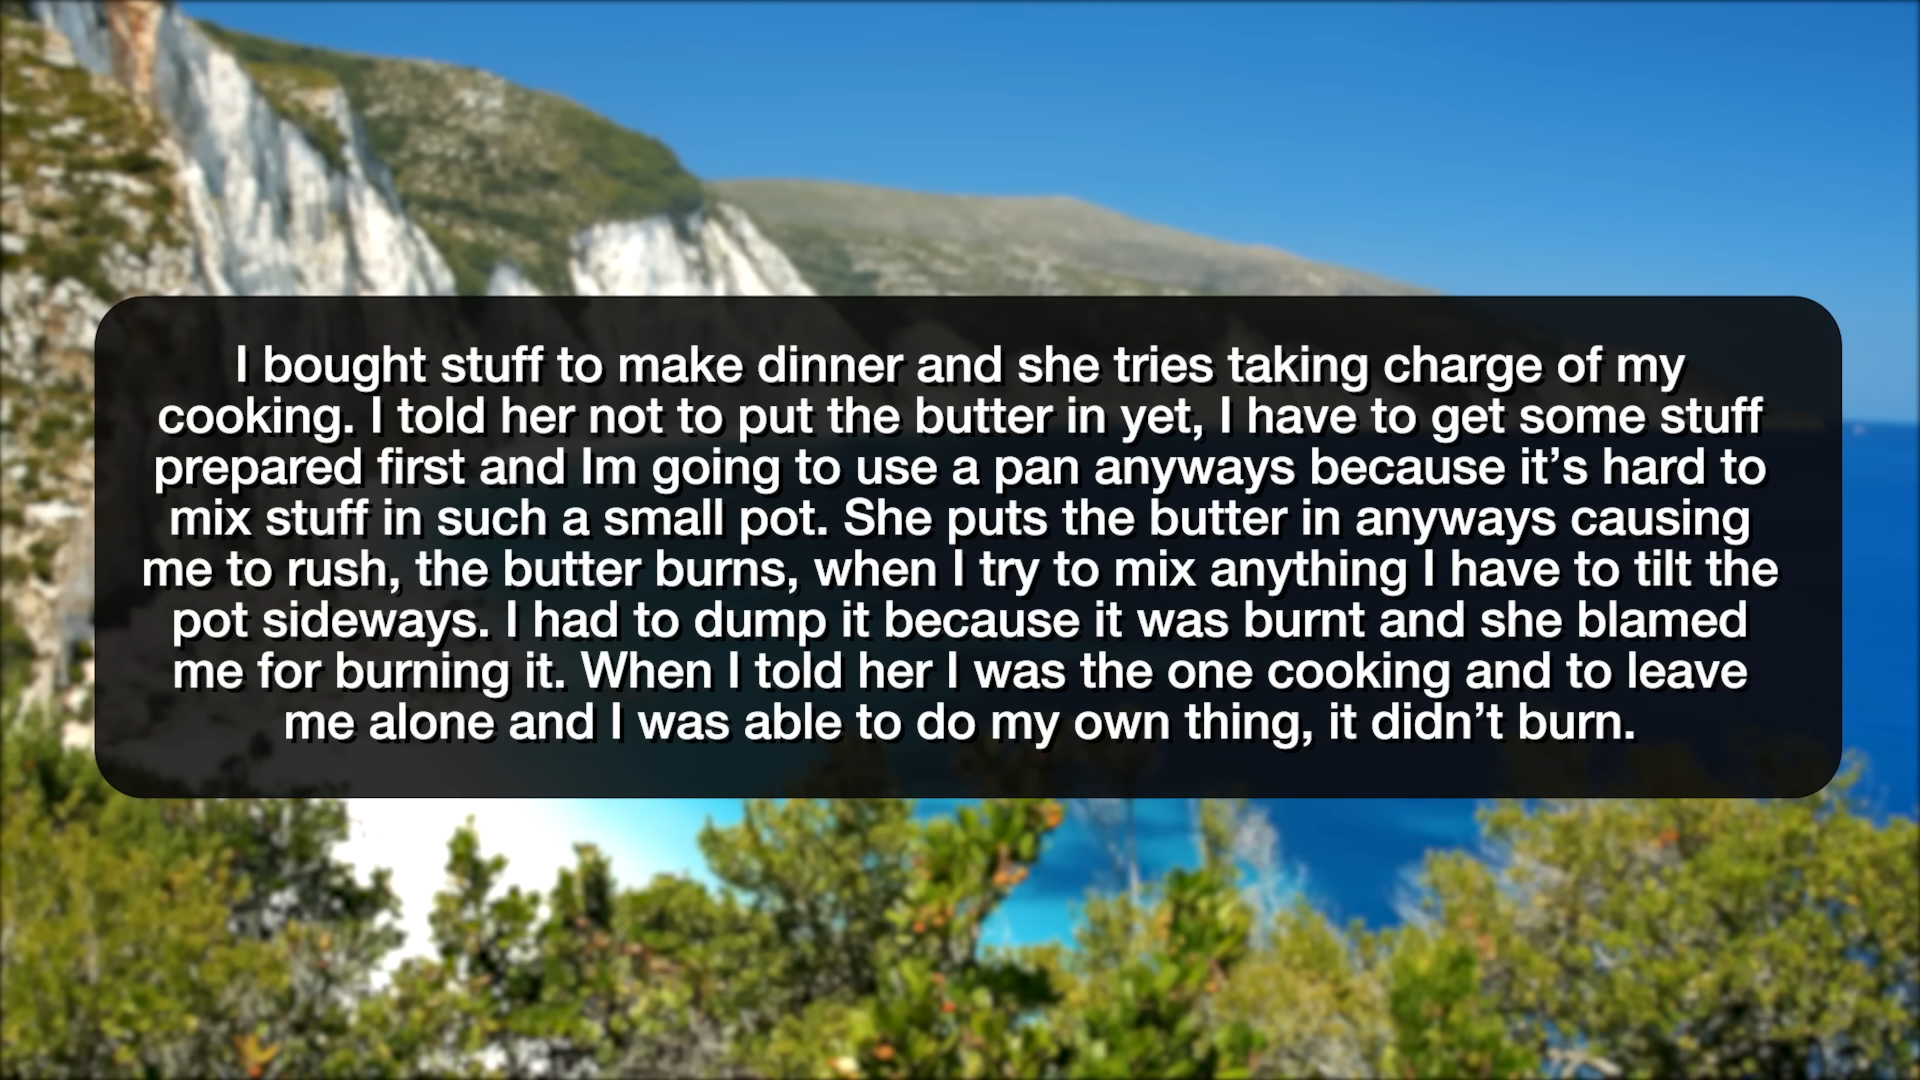 I bought stuff to make dinner and she tries taking charge of my
cooking. I told her not to put the butter in yet, I have to get some stuff
prepared first and Im going to use a pan anyways because it’s hard to
mix stuff in such a small pot. She puts the butter in anyways causing
me to rush, the butter burns, when I try to mix anything I have to tilt the
pot sideways. I had to dump it because it was burnt and she blamed
me for burning it. When I told her I was the one cooking and to leave
me alone and I was able to do my own thing, it didn’t burn.